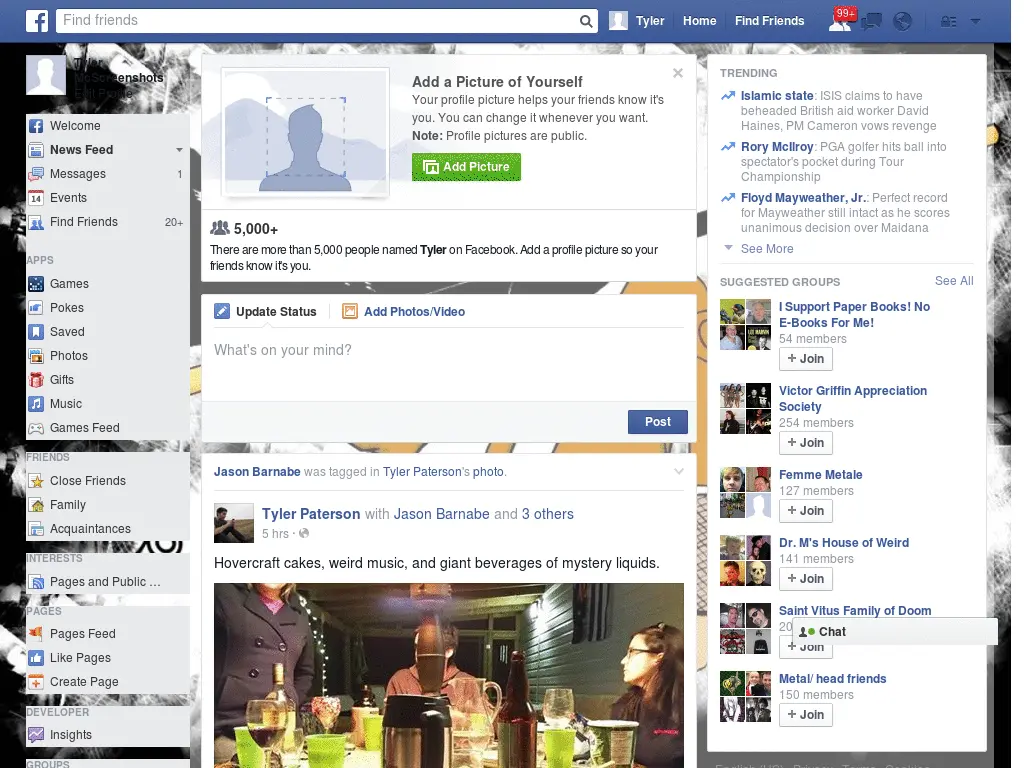 Find friends
Tyler
Home
Find Friends
99+
Tyler
McScreenshots
Edit Profile
Welcome
News Feed
Messages 1
14 Events
Find Friends 20+
APPS
Games
Pokes
Saved
Photos
Gifts
Music
Games Feed
FRIENDS
Close Friends
Family
Acquaintances
INTERESTS
Pages and Public ...
PAGES
Pages Feed
Like Pages
Create Page
DEVELOPER
Insights
GROUPS
Add a Picture of Yourself
Your profile picture helps your friends know it's
you. You can change it whenever you want.
Note: Profile pictures are public.
Add Picture
5,000+
There are more than 5,000 people named Tyler on Facebook. Add a profile picture so your
friends know it's you.
Update Status
Add Photos/Video
What's on your mind?
Post
Jason Barnabe was tagged in Tyler Paterson's photo.
Tyler Paterson with Jason Barnabe and 3 others
5 hrs ·
Hovercraft cakes, weird music, and giant beverages of mystery liquids.
TRENDING
Islamic state: ISIS claims to have
beheaded British aid worker David
Haines, PM Cameron vows revenge
Rory McIlroy: PGA golfer hits ball into
spectator's pocket during Tour
Championship
Floyd Mayweather, Jr.: Perfect record
for Mayweather still intact as he scores
unanimous decision over Maidana
See More
SUGGESTED GROUPS See All
I Support Paper Books! No
E-Books For Me!
54 members
+ Join
Victor Griffin Appreciation
Society
254 members
+ Join
Femme Metale
127 members
+ Join
Dr. M's House of Weird
141 members
+ Join
Saint Vitus Family of Doom
20
+ Join
Chat
Metal/ head friends
150 members
+ Join
English (US) · Privacy · Terms · Cookies